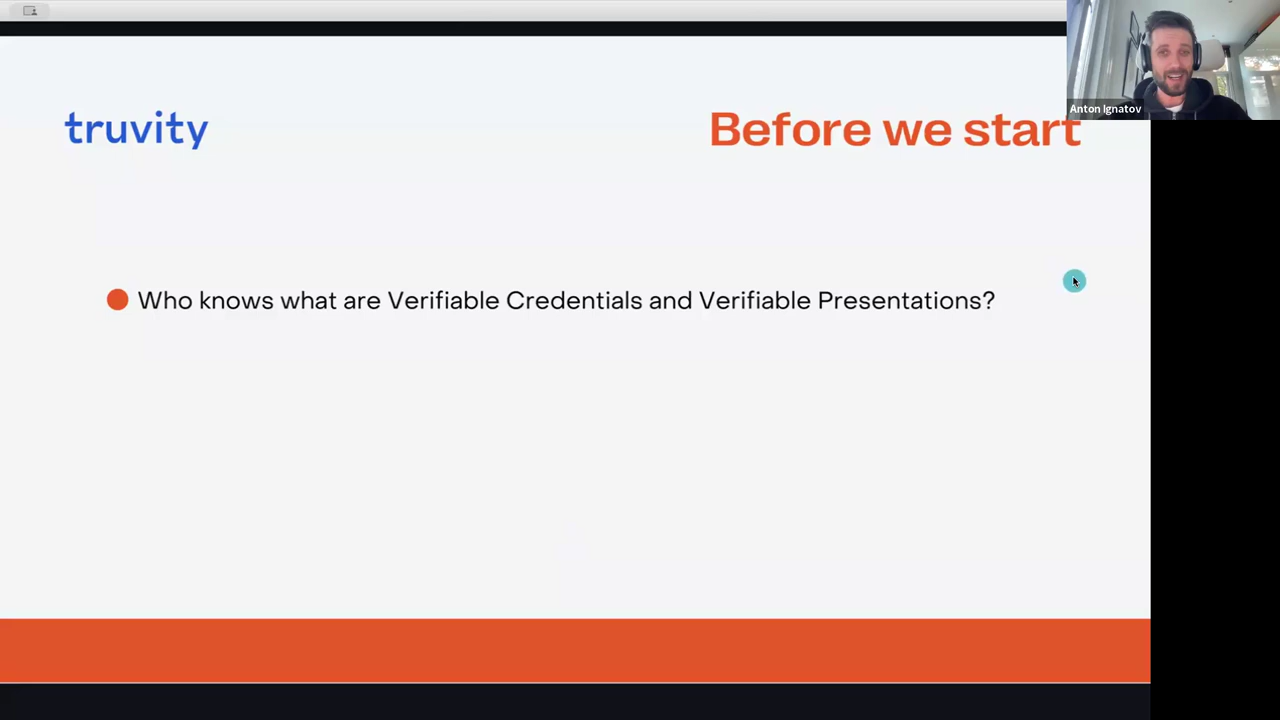 Anton Ignatov
truvity
Before we start
Who knows what are Verifiable Credentials and Verifiable Presentations?